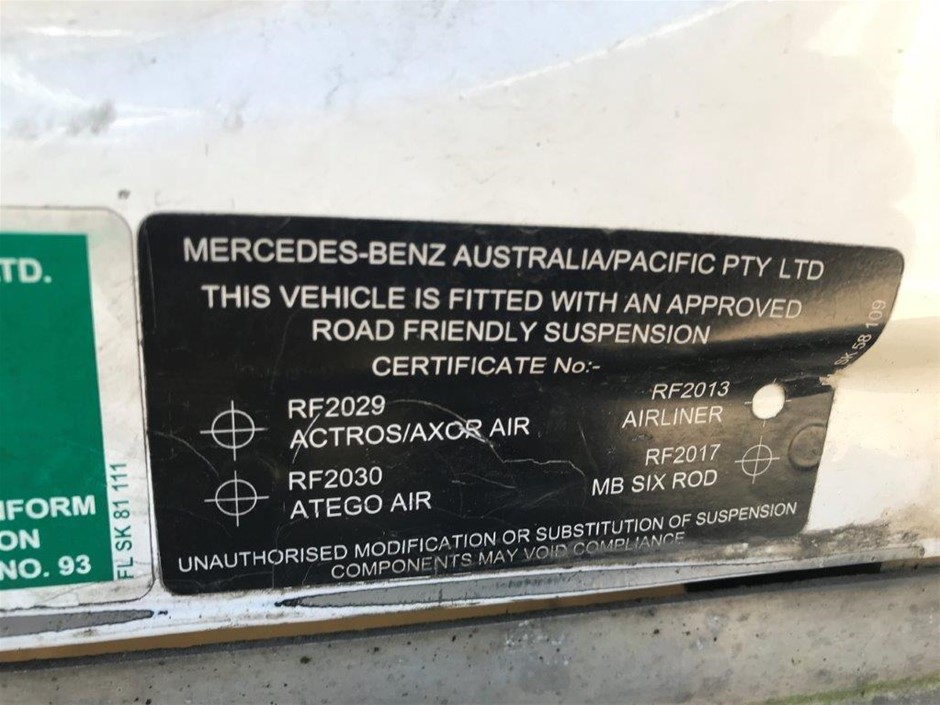 TD.
IFORM
ON
NO. 93
FL SK 81 111
MERCEDES-BENZ AUSTRALIA/PACIFIC PTY LTD
THIS VEHICLE IS FITTED WITH AN APPROVED
ROAD FRIENDLY SUSPENSION
CERTIFICATE No:-
RF2029
ACTROS/AXOR AIR
RF2030
ATEGO AIR
RF2013
AIRLINER
RF2017
MB SIX ROD
UNAUTHORISED MODIFICATION OR SUBSTITUTION OF SUSPENSION
COMPONENTS MAY VOID COMPLIANCE
SK 58 109